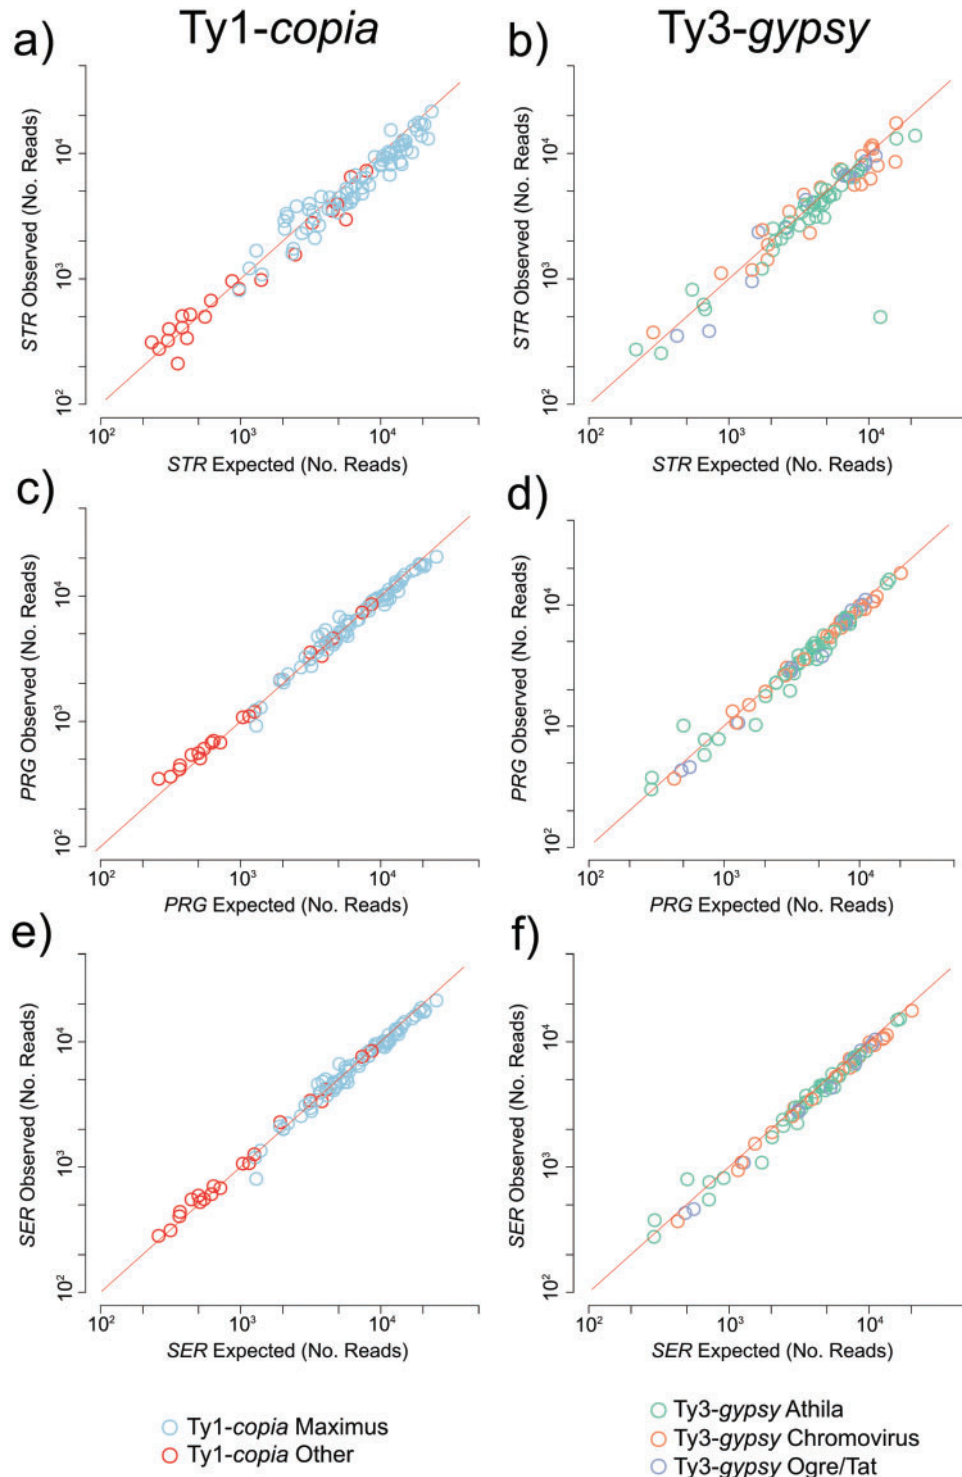 Ty1-copia
Ty3-gypsy
a)
STR Observed (No. Reads)
10² 10³ 10⁴
10² 10³ 10⁴
STR Expected (No. Reads)
b)
STR Observed (No. Reads)
10² 10³ 10⁴
10² 10³ 10⁴
STR Expected (No. Reads)
c)
PRG Observed (No. Reads)
10² 10³ 10⁴
10² 10³ 10⁴
PRG Expected (No. Reads)
d)
PRG Observed (No. Reads)
10² 10³ 10⁴
10² 10³ 10⁴
PRG Expected (No. Reads)
e)
SER Observed (No. Reads)
10² 10³ 10⁴
10² 10³ 10⁴
SER Expected (No. Reads)
f)
SER Observed (No. Reads)
10² 10³ 10⁴
10² 10³ 10⁴
SER Expected (No. Reads)
Ty1-copia Maximus
Ty1-copia Other
Ty3-gypsy Athila
Ty3-gypsy Chromovirus
Ty3-gypsy Ogre/Tat